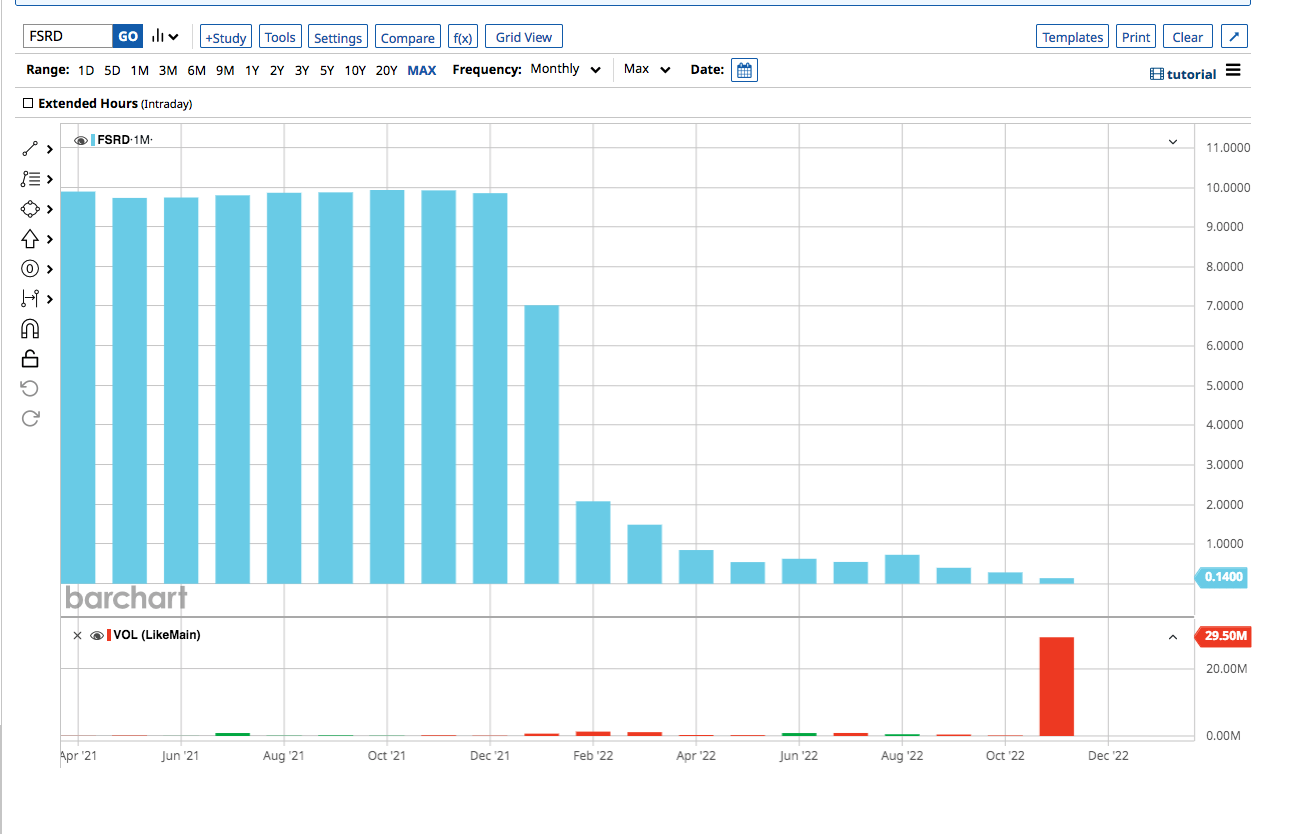 FSRD GO +Study Tools Settings Compare f(x) Grid View Templates Print Clear
Range: 1D 5D 1M 3M 6M 9M 1Y 2Y 3Y 5Y 10Y 20Y MAX Frequency: Monthly Max Date: tutorial
Extended Hours (Intraday)
FSRD·1M·
11.0000
10.0000
9.0000
8.0000
7.0000
6.0000
5.0000
4.0000
3.0000
2.0000
1.0000
0.1400
barchart
VOL (LikeMain)
29.50M
20.00M
0.00M
Apr '21 Jun '21 Aug '21 Oct '21 Dec '21 Feb '22 Apr '22 Jun '22 Aug '22 Oct '22 Dec '22